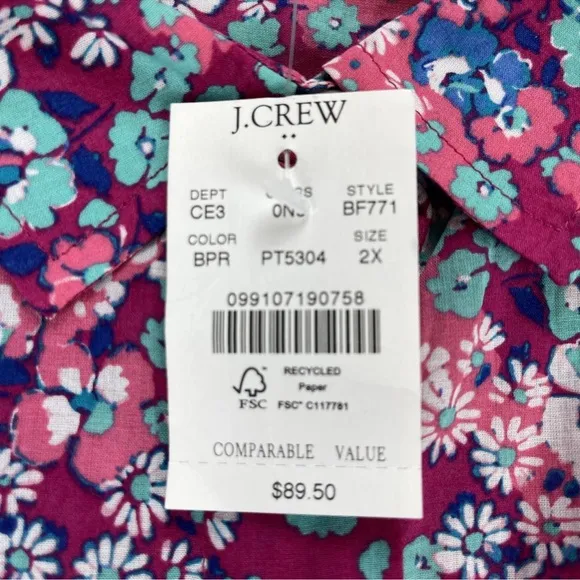 J.CREW
DEPT STYLE
CE3 0N BF771
COLOR SIZE
BPR PT5304 2X
099107190758
RECYCLED
Paper
FSC FSC® C117781
COMPARABLE VALUE
$89.50